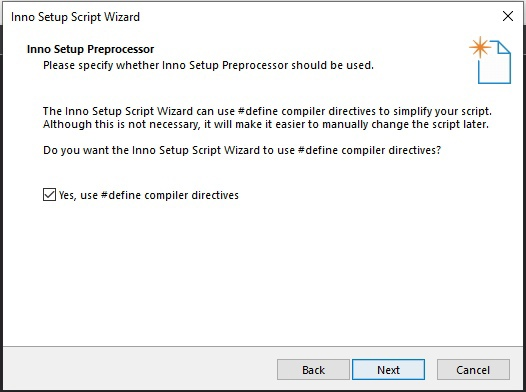 Inno Setup Script Wizard
Inno Setup Preprocessor
Please specify whether Inno Setup Preprocessor should be used.
The Inno Setup Script Wizard can use #define compiler directives to simplify your script.
Although this is not necessary, it will make it easier to manually change the script later.
Do you want the Inno Setup Script Wizard to use #define compiler directives?
Yes, use #define compiler directives
Back
Next
Cancel